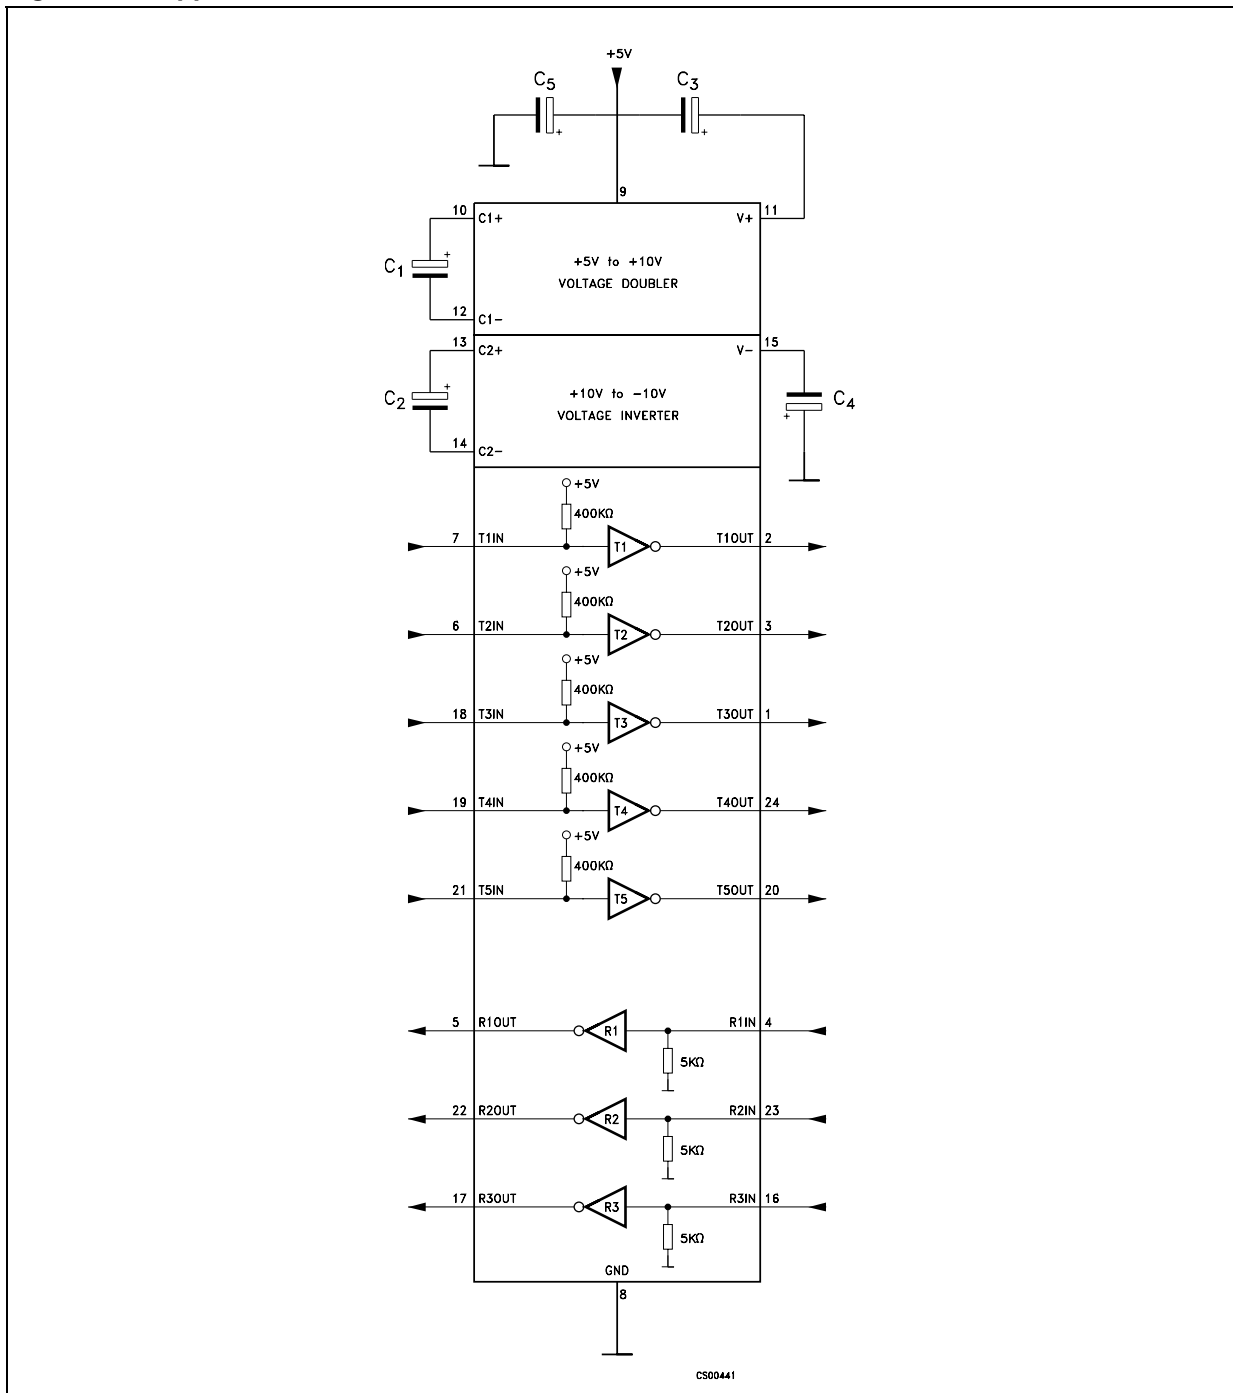 +5V
C5
C3
+
+
9
10
C1+
V+
11
+
C1
+5V to +10V
VOLTAGE DOUBLER
12
C1-
13
C2+
V-
15
+
C2
+10V to -10V
VOLTAGE INVERTER
+
C4
14
C2-
+5V
400KΩ
7
T1IN
T1
T1OUT
2
+5V
400KΩ
6
T2IN
T2
T2OUT
3
+5V
400KΩ
18
T3IN
T3
T3OUT
1
+5V
400KΩ
19
T4IN
T4
T4OUT
24
+5V
400KΩ
21
T5IN
T5
T5OUT
20
5
R1OUT
R1
R1IN
4
5KΩ
22
R2OUT
R2
R2IN
23
5KΩ
17
R3OUT
R3
R3IN
16
5KΩ
GND
8
CS00441